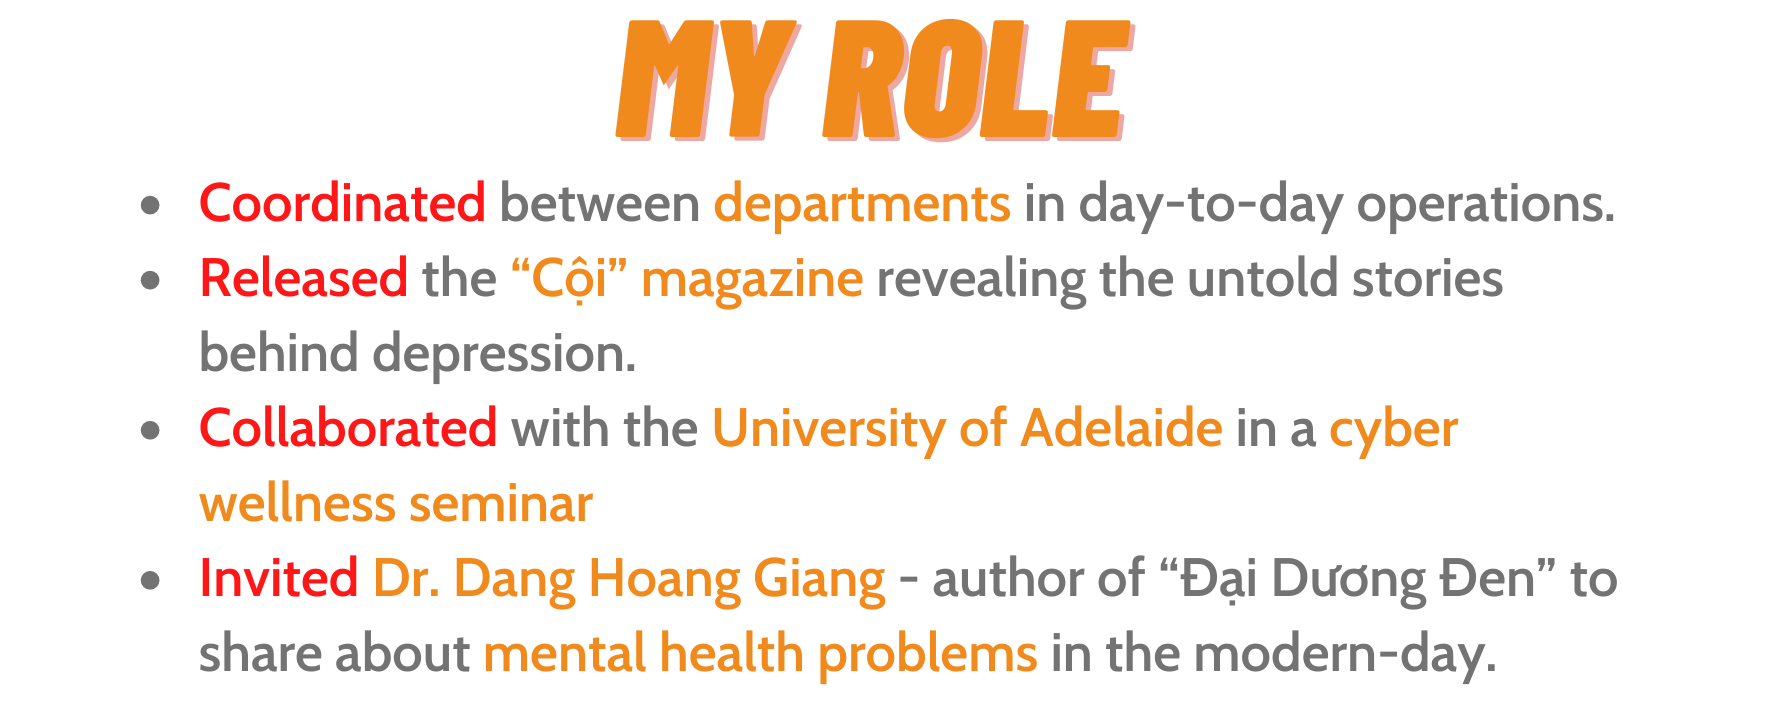 MY ROLE
• Coordinated between departments in day-to-day operations.
• Released the “Cội” magazine revealing the untold stories
behind depression.
• Collaborated with the University of Adelaide in a cyber
wellness seminar
• Invited Dr. Dang Hoang Giang - author of “Đại Dương Đen” to
share about mental health problems in the modern-day.